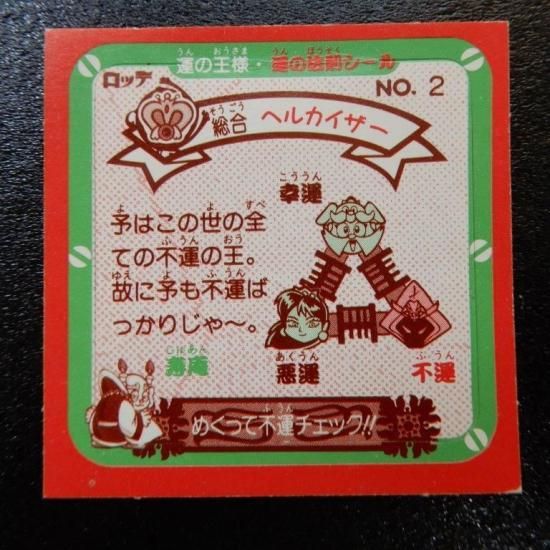 運の王様・運の法則シール
ロッテ
NO. 2
総合 ヘルカイザー
幸運
予はこの世の全
ての不運の王。
故に予も不運ば
っかりじゃ〜。
悪運
不運
めくって不運チェック!!